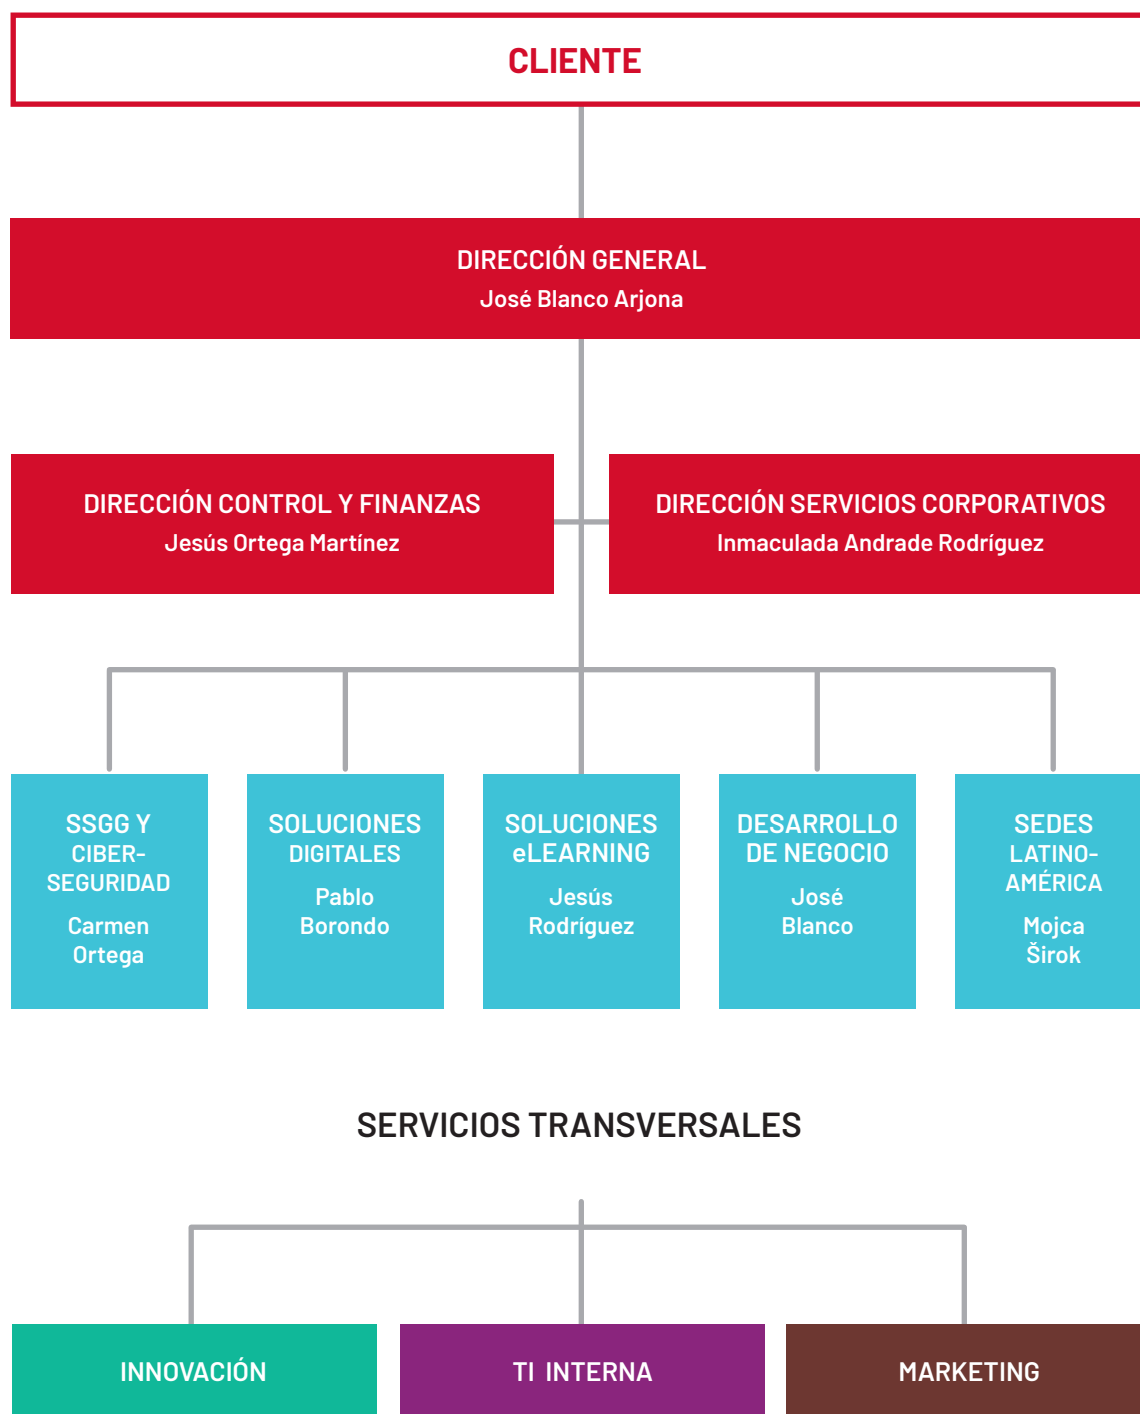 CLIENTE
DIRECCIÓN GENERAL
José Blanco Arjona
DIRECCIÓN CONTROL Y FINANZAS
Jesús Ortega Martínez
DIRECCIÓN SERVICIOS CORPORATIVOS
Inmaculada Andrade Rodríguez
SSGG Y
CIBER-
SEGURIDAD
Carmen
Ortega
SOLUCIONES
DIGITALES
Pablo
Borondo
SOLUCIONES
eLEARNING
Jesús
Rodríguez
DESARROLLO
DE NEGOCIO
José
Blanco
SEDES
LATINO-
AMÉRICA
Mojca
Širok
SERVICIOS TRANSVERSALES
INNOVACIÓN
TI INTERNA
MARKETING